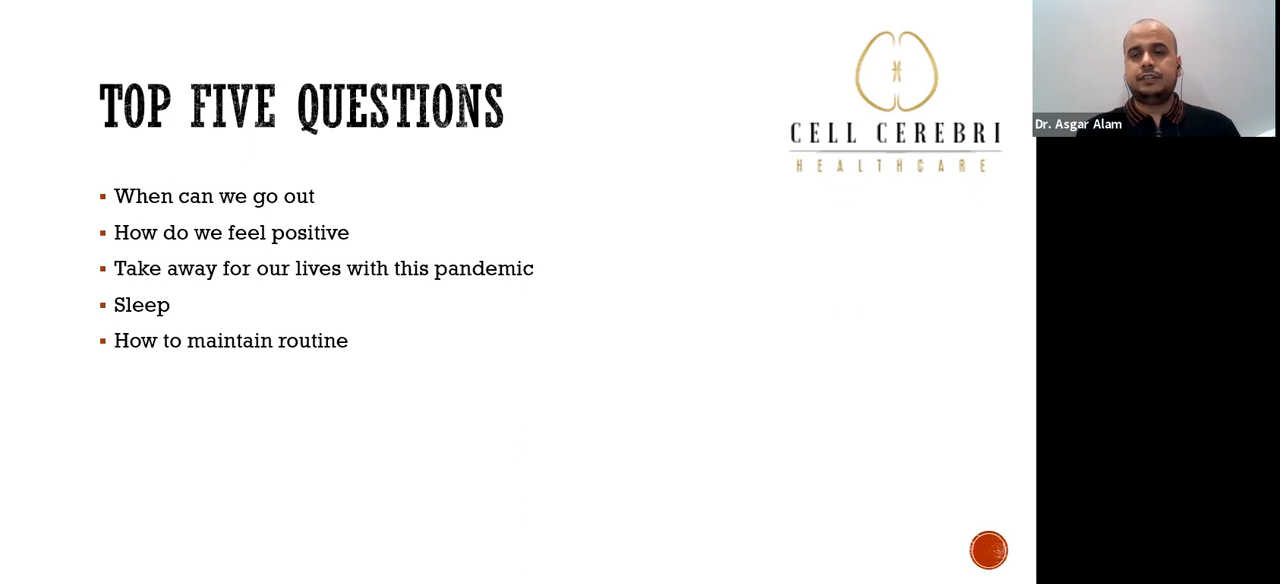 TOP FIVE QUESTIONS
When can we go out
How do we feel positive
Take away for our lives with this pandemic
Sleep
How to maintain routine
CELL CEREBRI
HEALTHCARE
Dr. Asgar Alam